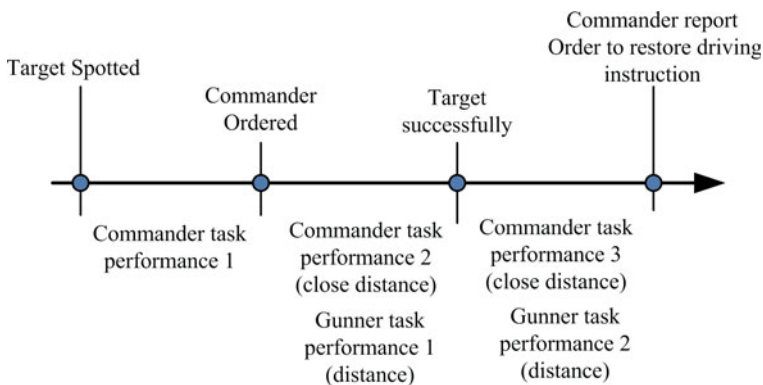 Target Spotted
Commander
Ordered
Target
successfully
Commander report
Order to restore driving
instruction
Commander task
performance 1
Commander task
performance 2
(close distance)
Gunner task
performance
1
(distance)
Commander task
performance 3
(close distance)
Gunner task
performance 2
(distance)